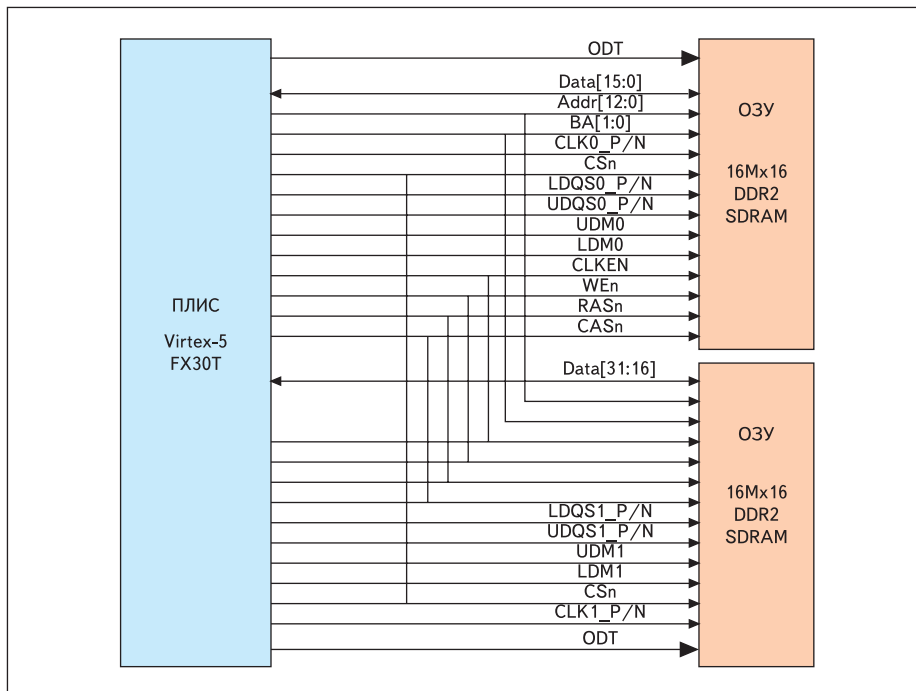 ODT
Data[15:0]
Addr[12:0]
BA[1:0]
CLK0_P/N
CSn
LDQS0_P/N
UDQS0_P/N
UDM0
LDM0
CLKEN
WEn
RASn
CASn
ОЗУ
16Mx16
DDR2
SDRAM
ПЛИС
Virtex-5
FX30T
Data[31:16]
LDQS1_P/N
UDQS1_P/N
UDM1
LDM1
CSn
CLK1_P/N
ODT
ОЗУ
16Mx16
DDR2
SDRAM